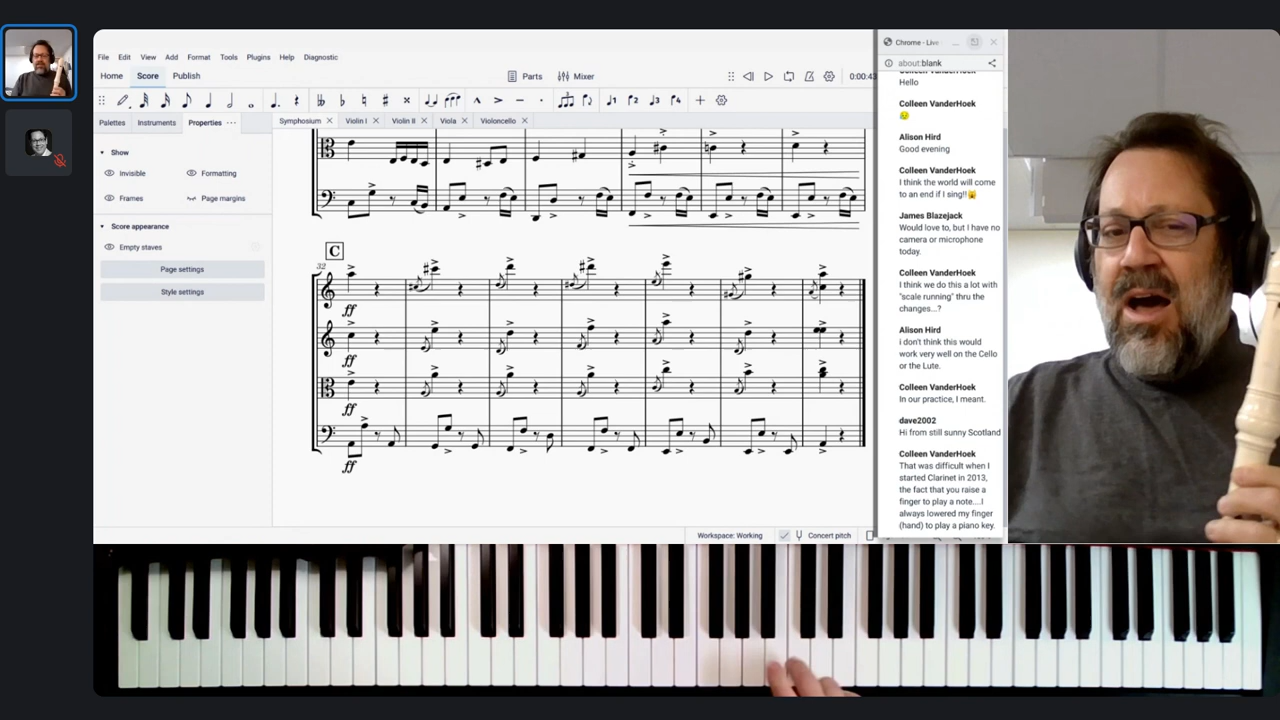 File Edit View Add Format Tools Plugins Help Diagnostic
Home Score Publish Parts Mixer 0:00:43
Palettes Instruments Properties
Symphosium Violin I Violin II Viola Violoncello
Show
Invisible Formatting
Frames Page margins
Score appearance
Empty staves
Page settings
Style settings
C
32
ff
ff
ff
ff
Workspace: Working Concert pitch
Chrome - Live
about:blank
Colleen VanderHoek
Hello
Colleen VanderHoek
Alison Hird
Good evening
Colleen VanderHoek
I think the world will come
to an end if I sing!!
James Blazejack
Would love to, but I have no
camera or microphone
today.
Colleen VanderHoek
I think we do this a lot with
"scale running" thru the
changes...?
Alison Hird
i don't think this would
work very well on the Cello
or the Lute.
Colleen VanderHoek
In our practice, I meant.
dave2002
Hi from still sunny Scotland
Colleen VanderHoek
That was difficult when I
started Clarinet in 2013,
the fact that you raise a
finger to play a note....I
always lowered my finger
(hand) to play a piano key.